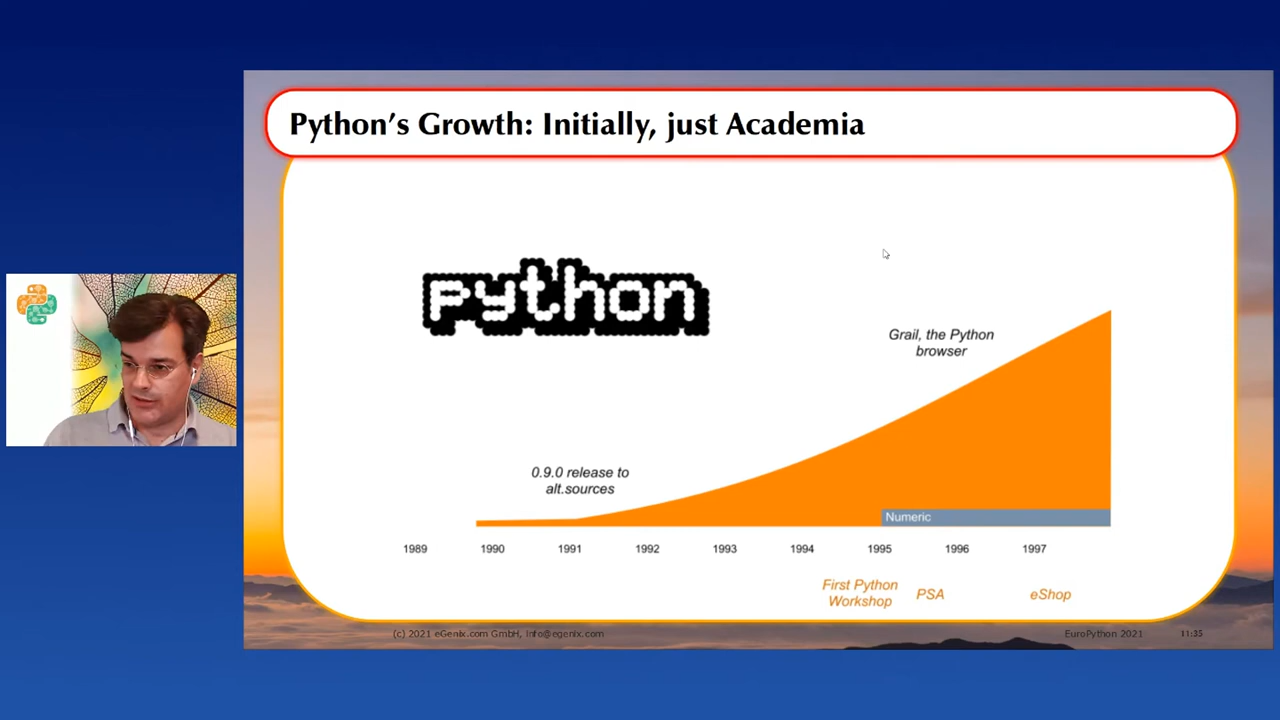 Python's Growth: Initially, just Academia
python
Grail, the Python
browser
0.9.0 release to
alt.sources
Numeric
1989 1990 1991 1992 1993 1994 1995 1996 1997
First Python
Workshop
PSA
eShop
(c) 2021 eGenix.com GmbH, info@egenix.com
EuroPython 2021
11:35